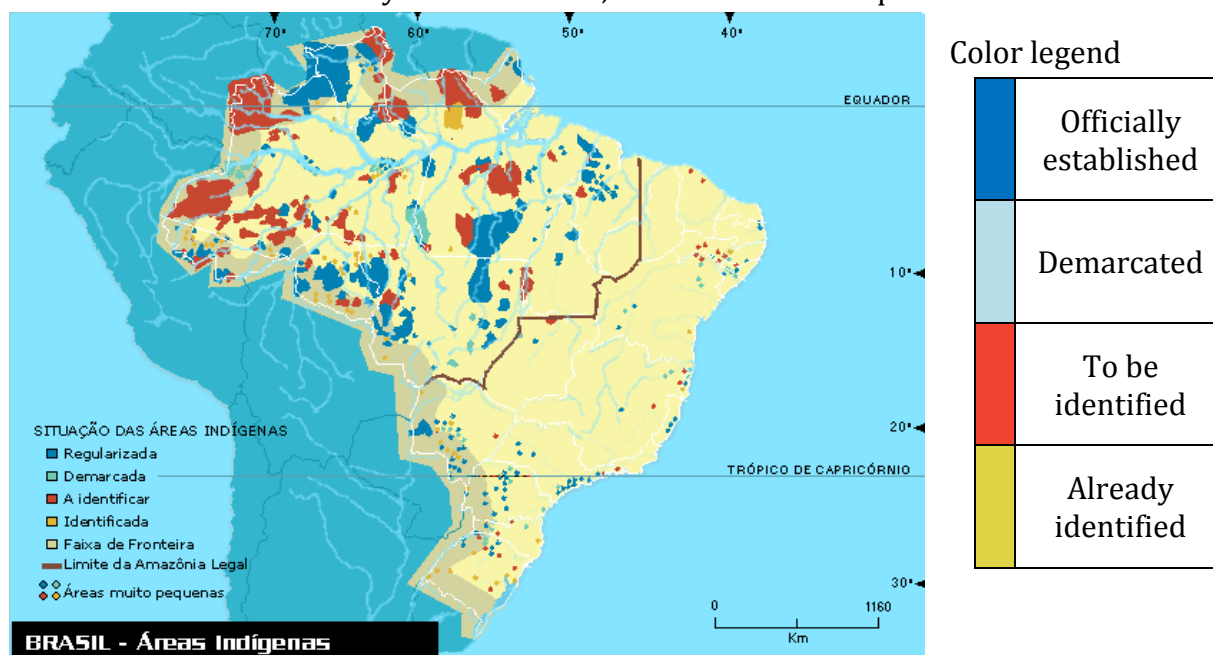 70° 60° 50° 40°
EQUADOR
10°
20°
TRÓPICO DE CAPRICÓRNIO
30°
SITUAÇÃO DAS ÁREAS INDÍGENAS
Regularizada
Demarcada
A identificar
Identificada
Faixa de Fronteira
Limite da Amazônia Legal
Áreas muito pequenas
0 1160
Km
BRASIL - Áreas Indígenas
Color legend
Officially
established
Demarcated
To be
identified
Already
identified